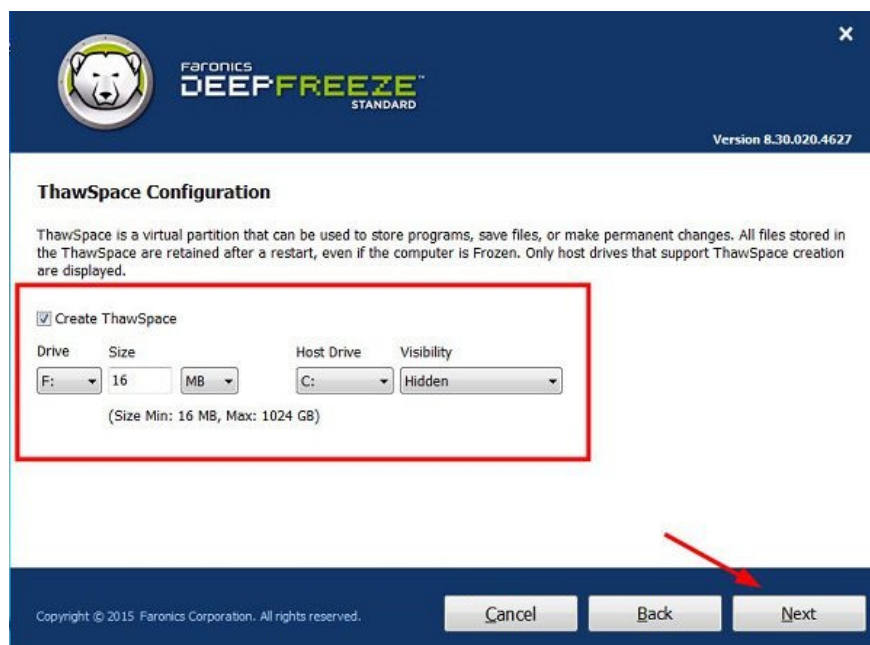 Faronics
DEEPFREEZE™
STANDARD
Version 8.30.020.4627
ThawSpace Configuration
ThawSpace is a virtual partition that can be used to store programs, save files, or make permanent changes. All files stored in
the ThawSpace are retained after a restart, even if the computer is Frozen. Only host drives that support ThawSpace creation
are displayed.
Create ThawSpace
Drive Size Host Drive Visibility
F: 16 MB C: Hidden
(Size Min: 16 MB, Max: 1024 GB)
Copyright © 2015 Faronics Corporation. All rights reserved. Cancel Back Next